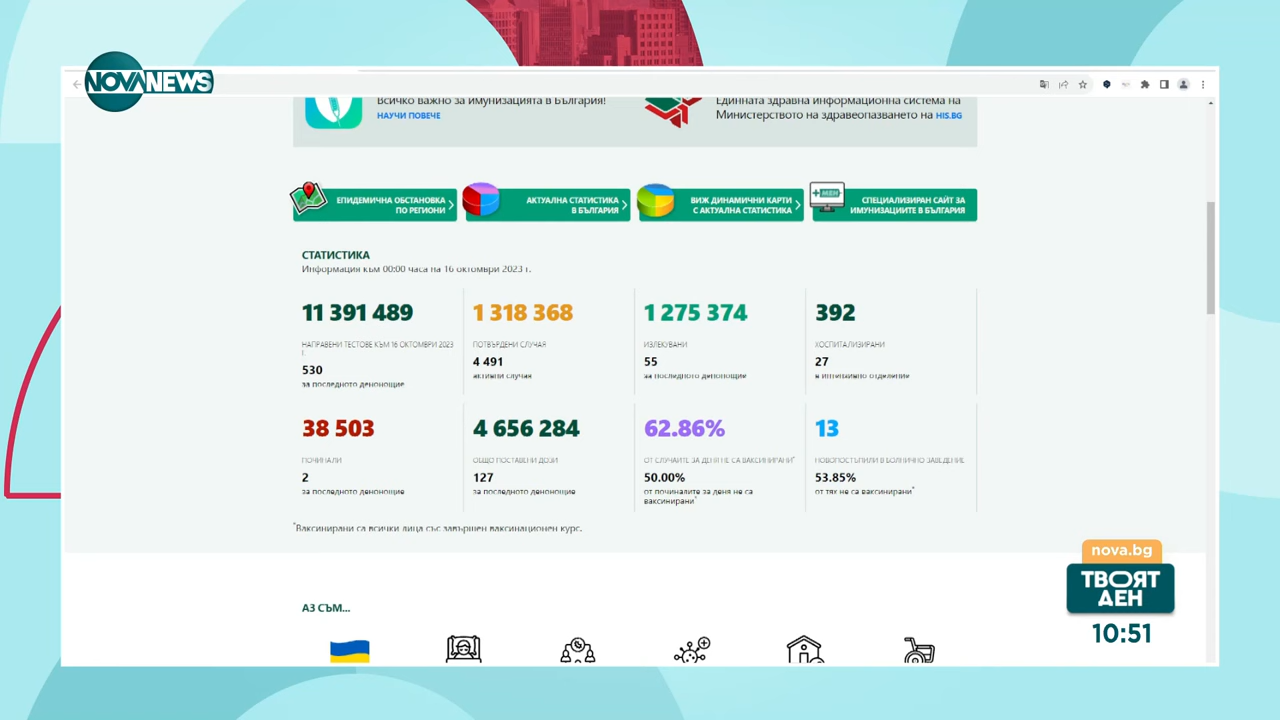 NOVANEWS
Всичко важно за имунизацията в България!
НАУЧИ ПОВЕЧЕ
Единната здравна информационна система на
Министерството на здравеопазването на HIS.BG
ЕПИДЕМИЧНА ОБСТАНОВКА
ПО РЕГИОНИ
АКТУАЛНА СТАТИСТИКА
В БЪЛГАРИЯ
ВИЖ ДИНАМИЧНИ КАРТИ
С АКТУАЛНА СТАТИСТИКА
СПЕЦИАЛИЗИРАН САЙТ ЗА
ИМУНИЗАЦИИТЕ В БЪЛГАРИЯ
СТАТИСТИКА
Информация към 00:00 часа на 16 октомври 2023 г.
11 391 489
НАПРАВЕНИ ТЕСТОВЕ КЪМ 16 ОКТОМВРИ 2023
Г.
530
за последното денонощие
1 318 368
ПОТВЪРДЕНИ СЛУЧАЯ
4 491
активни случая
1 275 374
ИЗЛЕКУВАНИ
55
за последното денонощие
392
ХОСПИТАЛИЗИРАНИ
27
в интензивно отделение
38 503
ПОЧИНАЛИ
2
за последното денонощие
4 656 284
ОБЩО ПОСТАВЕНИ ДОЗИ
127
за последното денонощие
62.86%
ОТ СЛУЧАИТЕ ЗА ДЕНЯ НЕ СА ВАКСИНИРАНИ*
50.00%
от починалите за деня не са
ваксинирани*
13
НОВОПОСТЪПИЛИ В БОЛНИЧНО ЗАВЕДЕНИЕ
53.85%
от тях не са ваксинирани*
*Ваксинирани са всички лица със завършен ваксинационен курс.
АЗ СЪМ...
nova.bg
ТВОЯТ
ДЕН
10:51